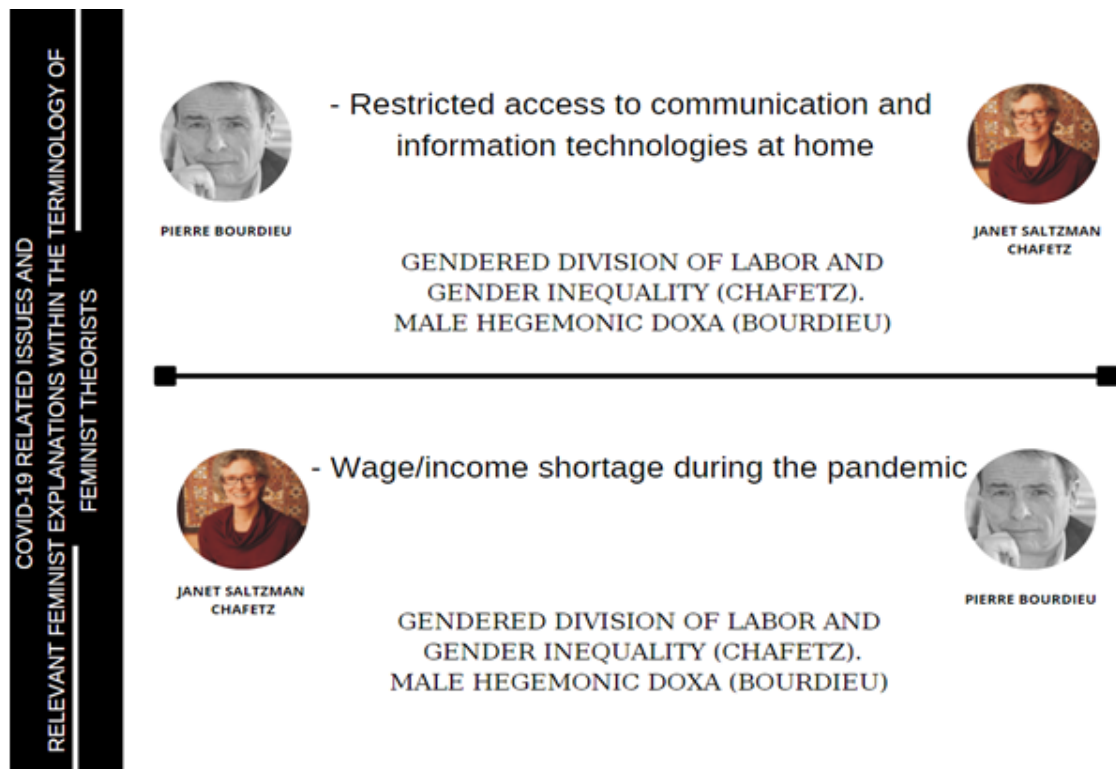 COVID-19 RELATED ISSUES AND
RELEVANT FEMINIST EXPLANATIONS WITHIN THE TERMINOLOGY OF
FEMINIST THEORISTS
- Restricted access to communication and
information technologies at home
PIERRE BOURDIEU
JANET SALTZMAN
CHAFETZ
GENDERED DIVISION OF LABOR AND
GENDER INEQUALITY (CHAFETZ).
MALE HEGEMONIC DOXA (BOURDIEU)
- Wage/income shortage during the pandemic
JANET SALTZMAN
CHAFETZ
PIERRE BOURDIEU
GENDERED DIVISION OF LABOR AND
GENDER INEQUALITY (CHAFETZ).
MALE HEGEMONIC DOXA (BOURDIEU)